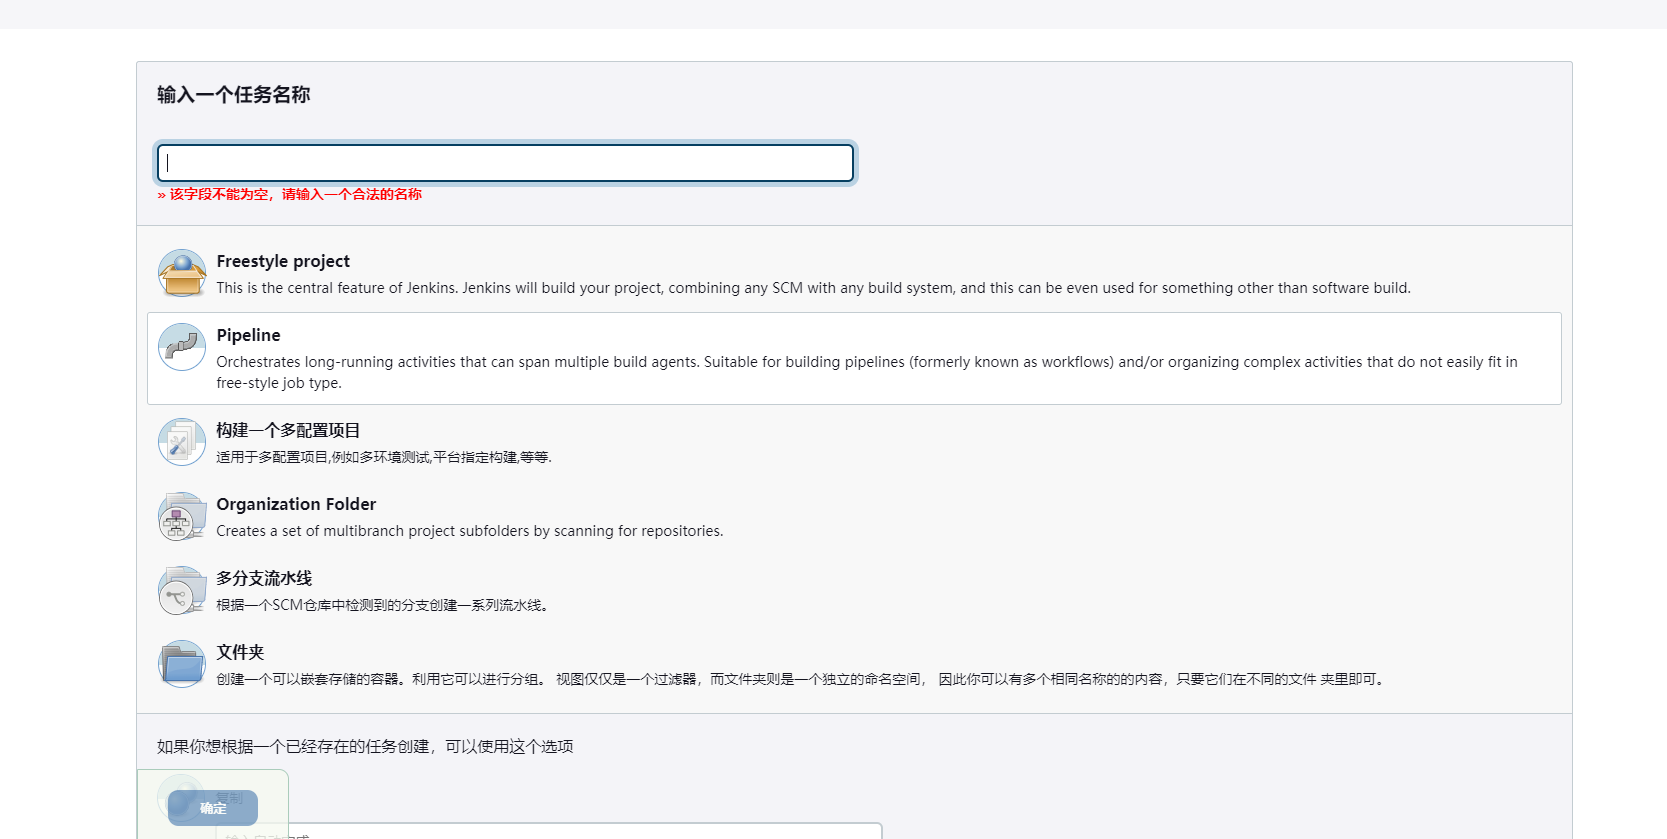 输入一个任务名称
» 该字段不能为空，请输入一个合法的名称
Freestyle project
This is the central feature of Jenkins. Jenkins will build your project, combining any SCM with any build system, and this can be even used for something other than software build.
Pipeline
Orchestrates long-running activities that can span multiple build agents. Suitable for building pipelines (formerly known as workflows) and/or organizing complex activities that do not easily fit in
free-style job type.
构建一个多配置项目
适用于多配置项目,例如多环境测试,平台指定构建,等等.
Organization Folder
Creates a set of multibranch project subfolders by scanning for repositories.
多分支流水线
根据一个SCM仓库中检测到的分支创建一系列流水线。
文件夹
创建一个可以嵌套存储的容器。利用它可以进行分组。 视图仅仅是一个过滤器，而文件夹则是一个独立的命名空间， 因此你可以有多个相同名称的的内容，只要它们在不同的文件 夹里即可。
如果你想根据一个已经存在的任务创建，可以使用这个选项
复制
确定